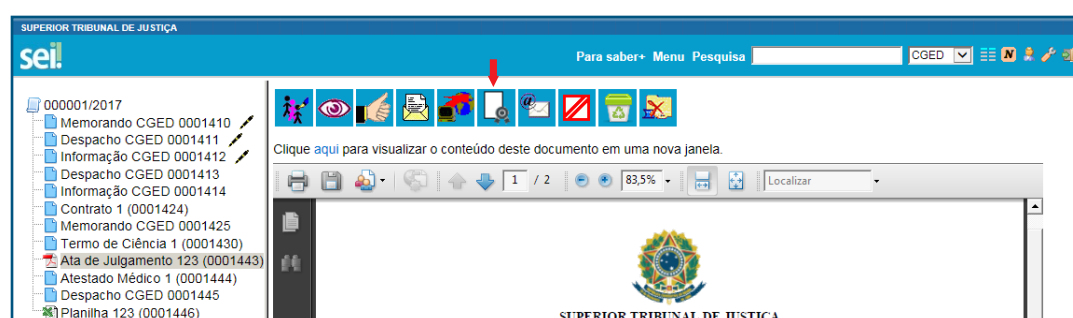 SUPERIOR TRIBUNAL DE JUSTIÇA
sei!
Para saber+ Menu Pesquisa
CGED
N
000001/2017
Memorando CGED 0001410
Despacho CGED 0001411
Informação CGED 0001412
Despacho CGED 0001413
Informação CGED 0001414
Contrato 1 (0001424)
Memorando CGED 0001425
Termo de Ciência 1 (0001430)
Ata de Julgamento 123 (0001443)
Atestado Médico 1 (0001444)
Despacho CGED 0001445
Planilha 123 (0001446)
Clique aqui para visualizar o conteúdo deste documento em uma nova janela.
1 / 2
83,5%
Localizar
SUPERIOR TRIBUNAL DE JUSTIÇA